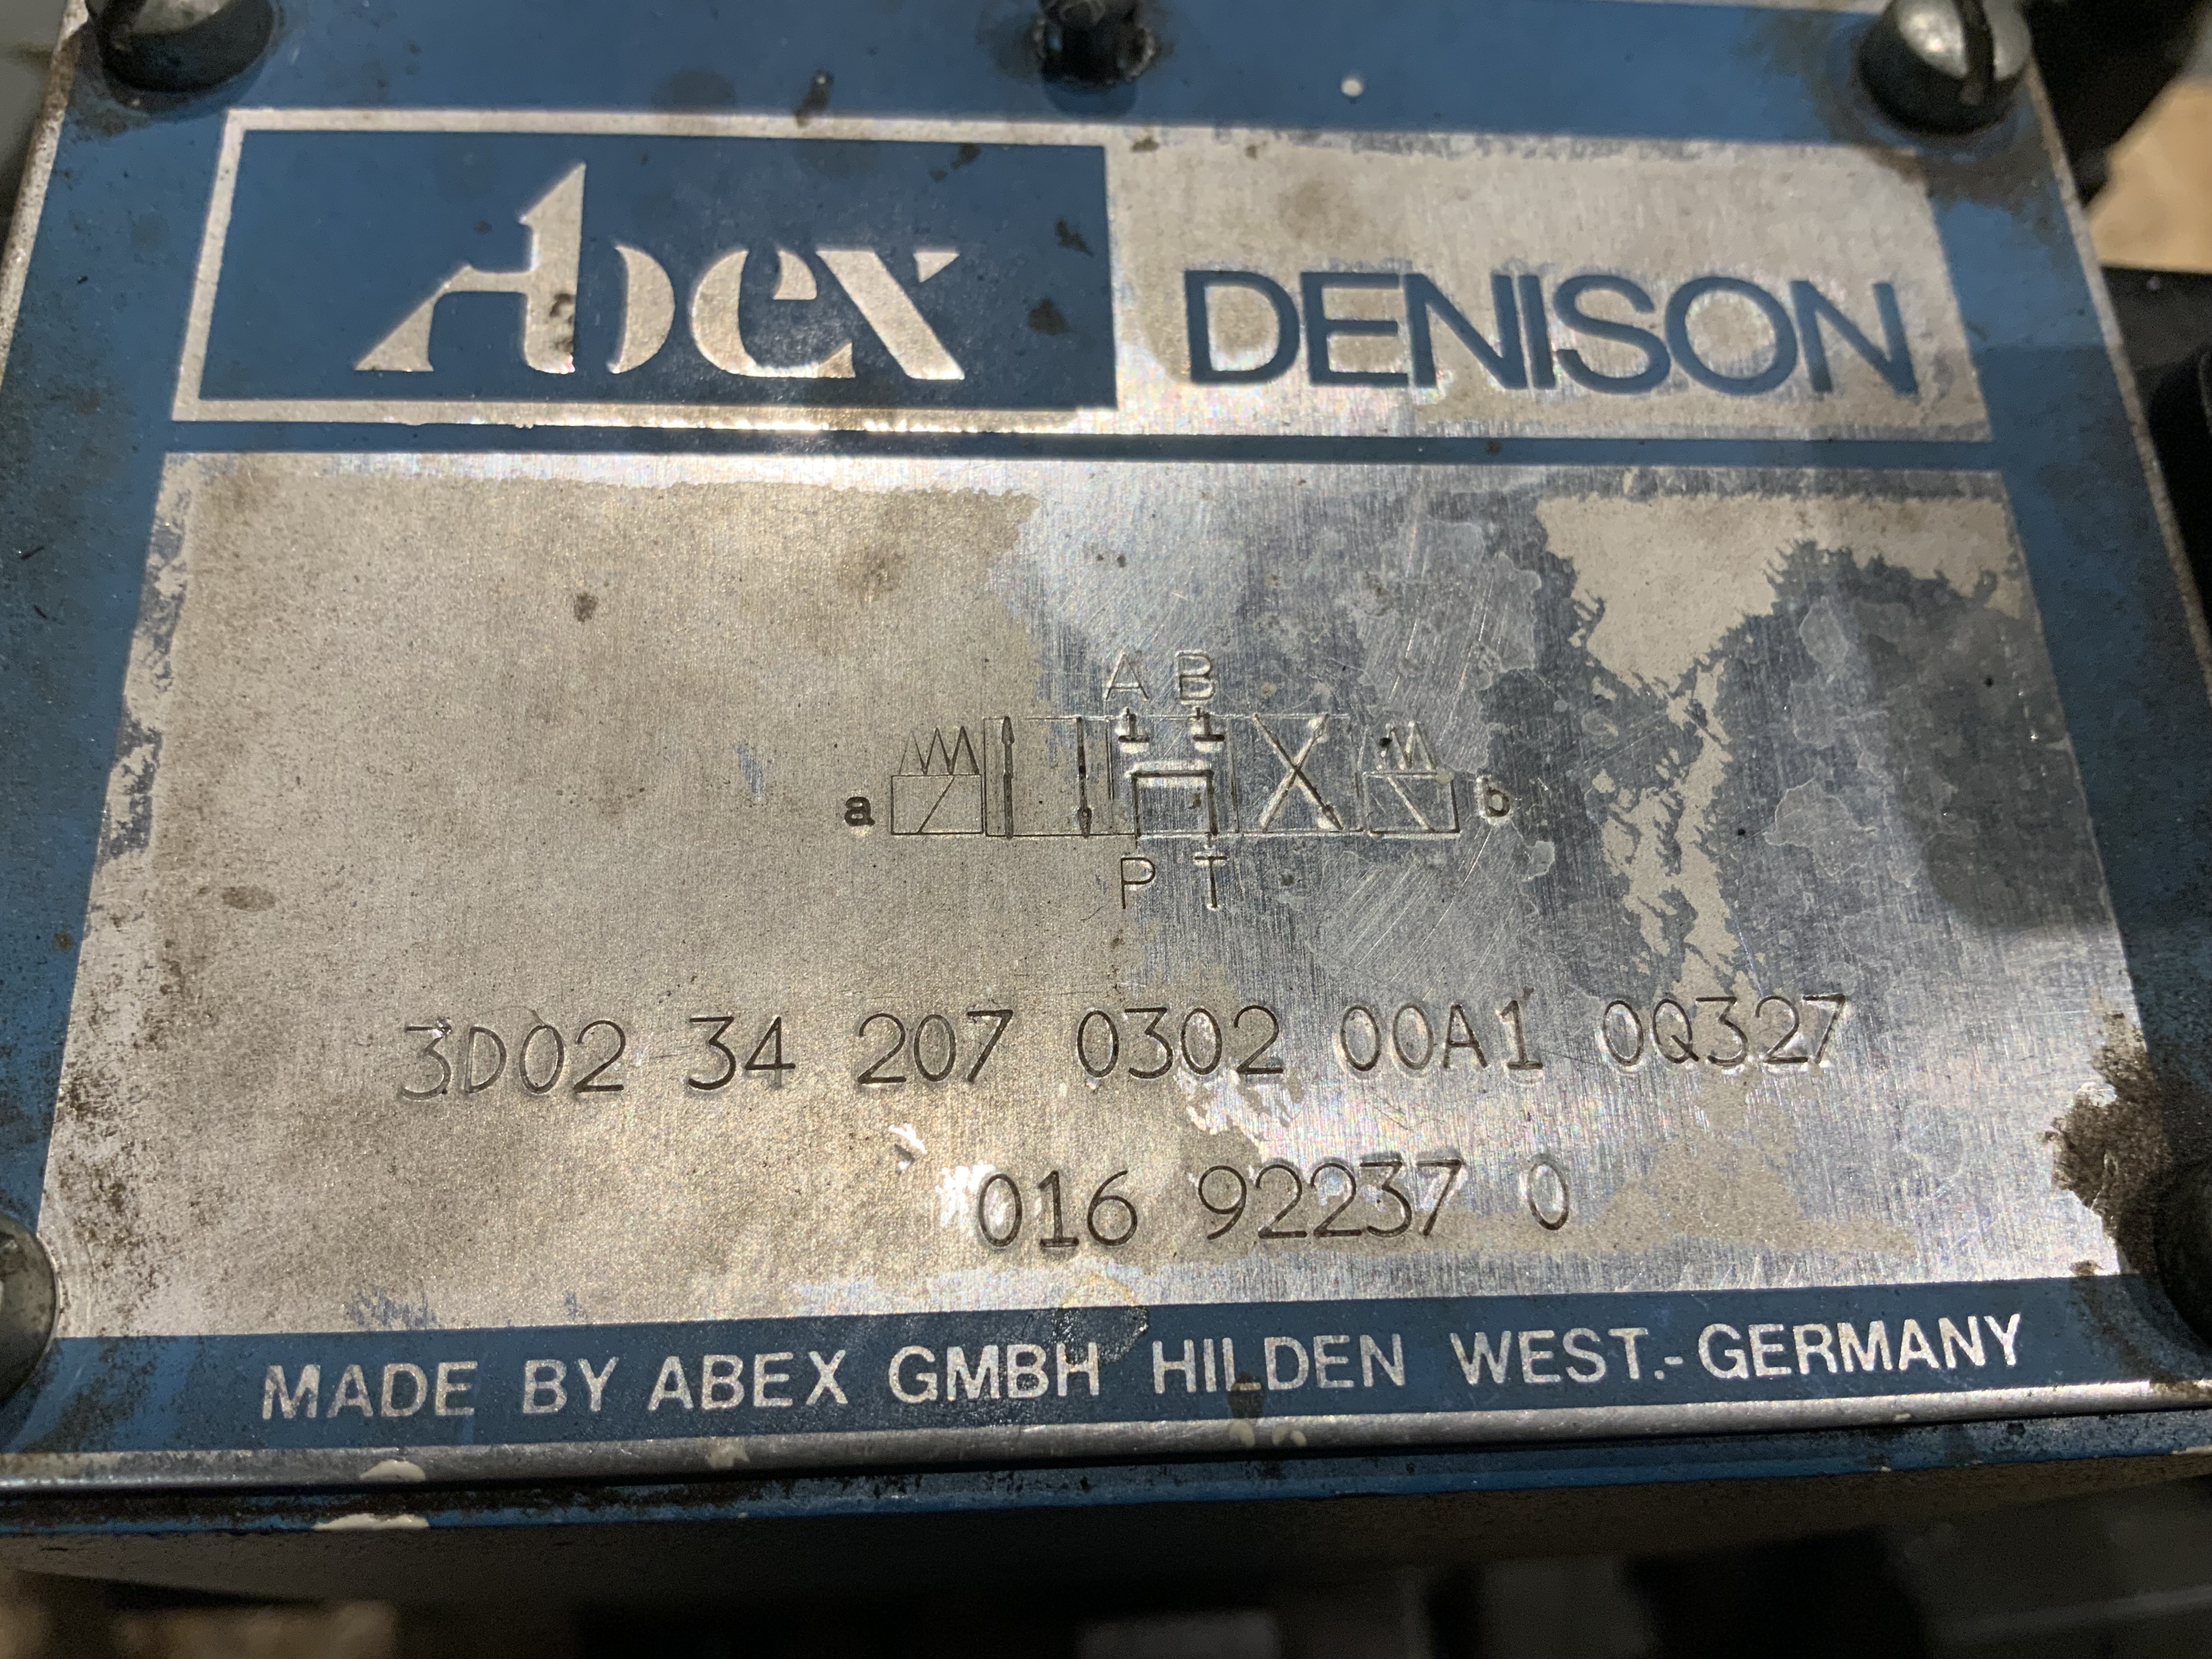 Abex DENISON
A B
a b
P T
3D02 34 207 0302 00A1 0Q327
016 92237 0
MADE BY ABEX GMBH HILDEN WEST.-GERMANY